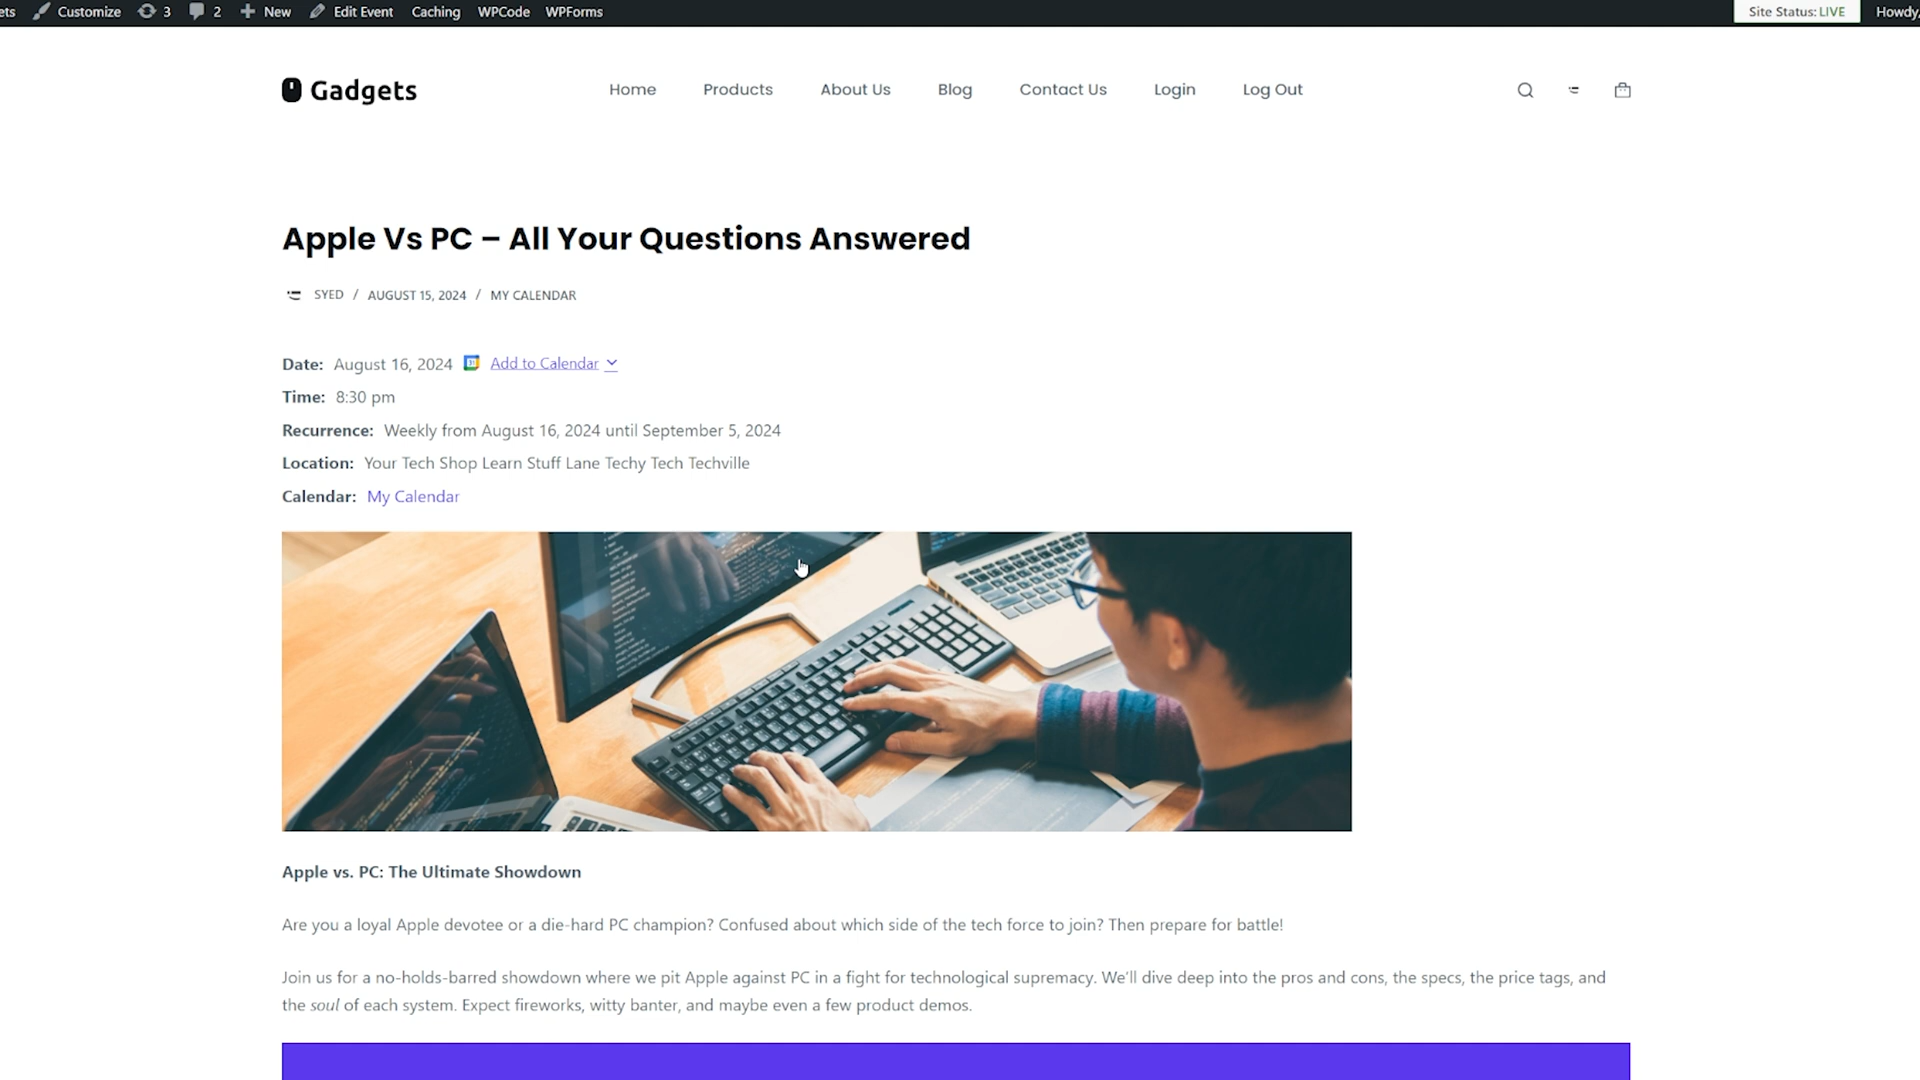 ets Customize 3 2 New Edit Event Caching WPCode WPForms Site Status: LIVE Howdy,
Gadgets Home Products About Us Blog Contact Us Login Log Out
Apple Vs PC – All Your Questions Answered
SYED / AUGUST 15, 2024 / MY CALENDAR
Date: August 16, 2024 Add to Calendar
Time: 8:30 pm
Recurrence: Weekly from August 16, 2024 until September 5, 2024
Location: Your Tech Shop Learn Stuff Lane Techy Tech Techville
Calendar: My Calendar
Apple vs. PC: The Ultimate Showdown
Are you a loyal Apple devotee or a die-hard PC champion? Confused about which side of the tech force to join? Then prepare for battle!
Join us for a no-holds-barred showdown where we pit Apple against PC in a fight for technological supremacy. We'll dive deep into the pros and cons, the specs, the price tags, and
the soul of each system. Expect fireworks, witty banter, and maybe even a few product demos.